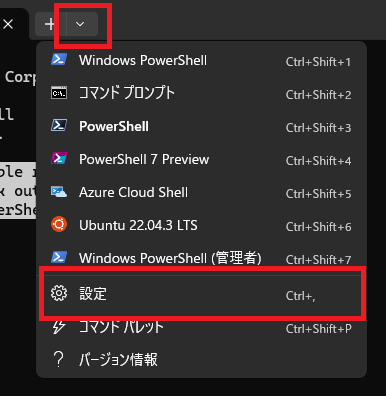 Windows PowerShell Ctrl+Shift+1
Corp
コマンド プロンプト Ctrl+Shift+2
ll
PowerShell Ctrl+Shift+3
PowerShell 7 Preview Ctrl+Shift+4
Azure Cloud Shell Ctrl+Shift+5
Ubuntu 22.04.3 LTS Ctrl+Shift+6
Windows PowerShell (管理者) Ctrl+Shift+7
設定 Ctrl+,
コマンド パレット Ctrl+Shift+P
バージョン情報